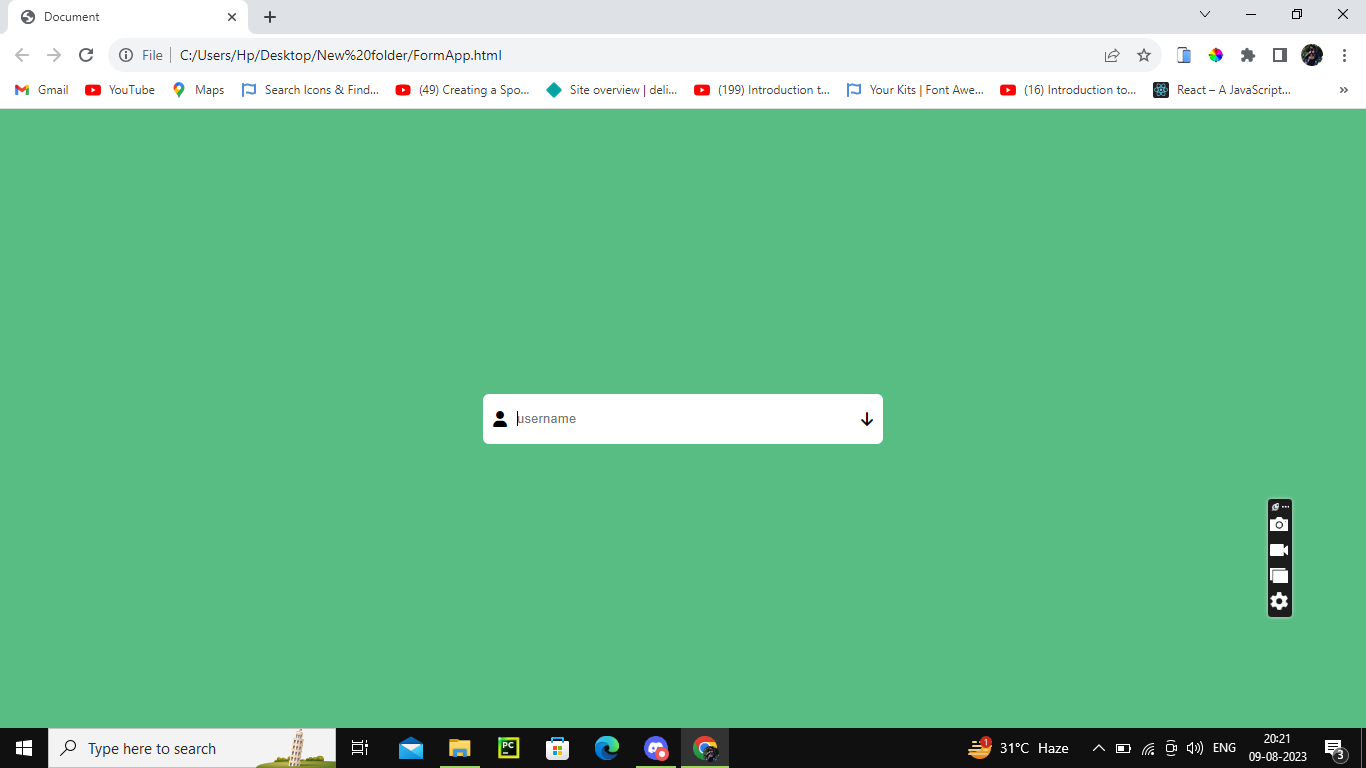 Document
File
C:/Users/Hp/Desktop/New%20folder/FormApp.html
Gmail
YouTube
Maps
Search Icons & Find...
(49) Creating a Spo...
Site overview | deli...
(199) Introduction t...
Your Kits | Font Awe...
(16) Introduction to...
React – A JavaScript...
username
Type here to search
PC
1
31°C Haze
ENG
20:21
09-08-2023
3